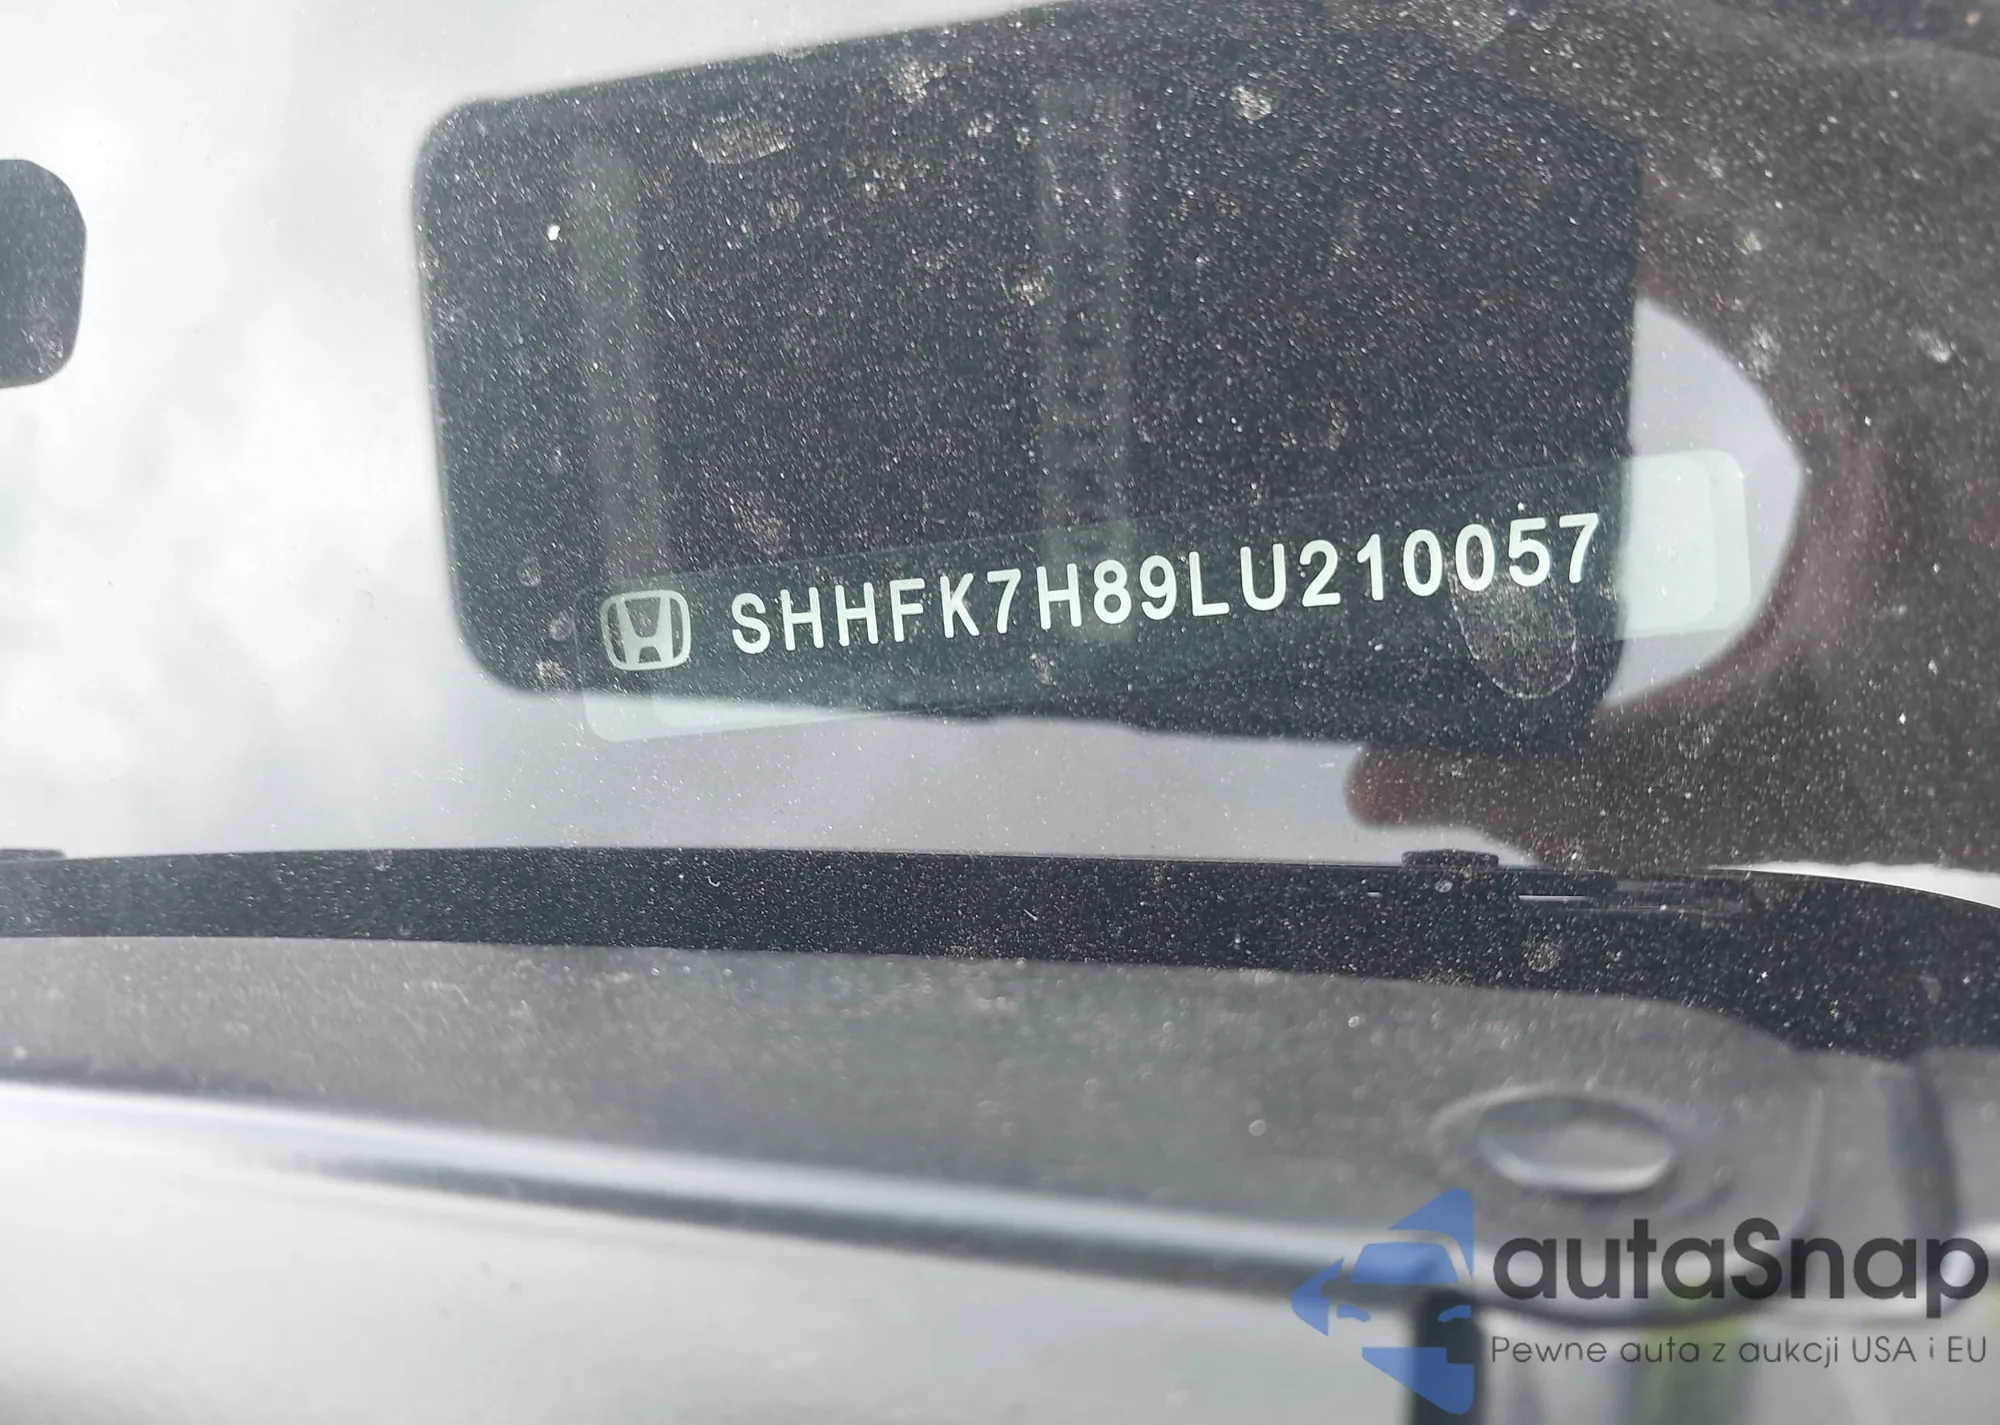 SHHFK7H89LU210057
autaSnap
Pewne auta z aukcji USA i EU